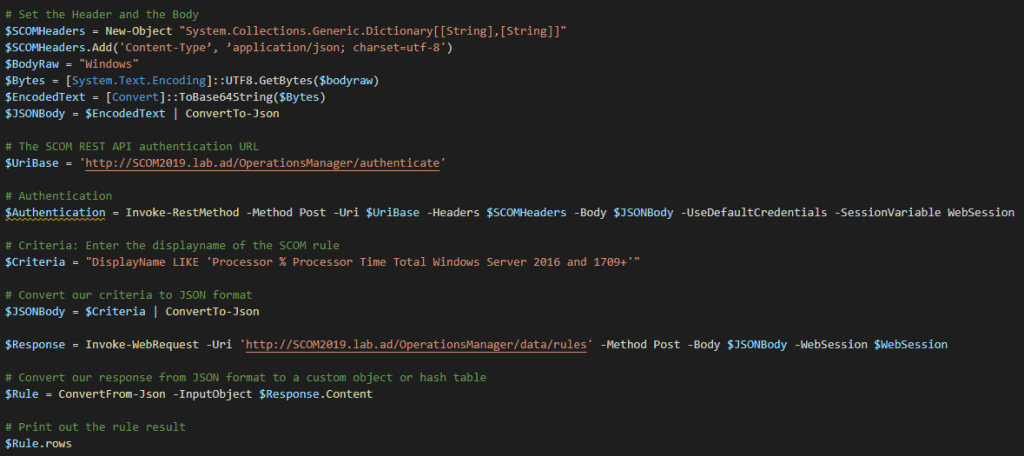 # Set the Header and the Body
$SCOMHeaders = New-Object "System.Collections.Generic.Dictionary[[String],[String]]"
$SCOMHeaders.Add('Content-Type’, ’application/json; charset=utf-8')
$BodyRaw = "Windows"
$Bytes = [System.Text.Encoding]::UTF8.GetBytes($bodyraw)
$EncodedText = [Convert]::ToBase64String($Bytes)
$JSONBody = $EncodedText | ConvertTo-Json
# The SCOM REST API authentication URL
$UriBase = 'http://SCOM2019.lab.ad/OperationsManager/authenticate'
# Authentication
$Authentication = Invoke-RestMethod -Method Post -Uri $UriBase -Headers $SCOMHeaders -Body $JSONBody -UseDefaultCredentials -SessionVariable WebSession
# Criteria: Enter the displayname of the SCOM rule
$Criteria = "DisplayName LIKE 'Processor % Processor Time Total Windows Server 2016 and 1709+'"
# Convert our criteria to JSON format
$JSONBody = $Criteria | ConvertTo-Json
$Response = Invoke-WebRequest -Uri 'http://SCOM2019.lab.ad/OperationsManager/data/rules' -Method Post -Body $JSONBody -WebSession $WebSession
# Convert our response from JSON format to a custom object or hash table
$Rule = ConvertFrom-Json -InputObject $Response.Content
# Print out the rule result
$Rule.rows